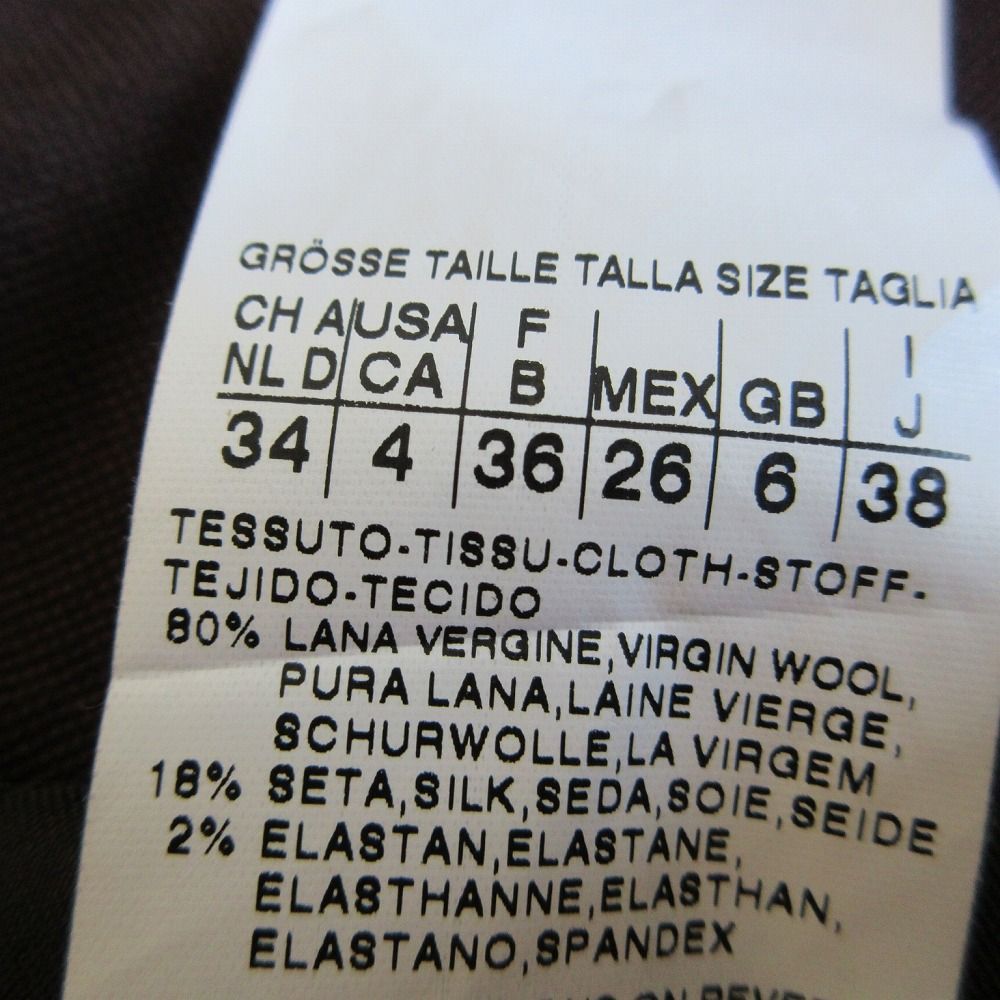 GRÖSSE TAILLE TALLA SIZE TAGLIA
CH A USA F I
NL D CA B MEX GB J
34 4 36 26 6 38
TESSUTO-TISSU-CLOTH-STOFF-
TEJIDO-TECIDO
80% LANA VERGINE,VIRGIN WOOL,
PURA LANA,LAINE VIERGE,
SCHURWOLLE,LA VIRGEM
18% SETA,SILK,SEDA,SOIE,SEIDE
2% ELASTAN,ELASTANE,
ELASTHANNE,ELASTHAN,
ELASTANO,SPANDEX
ON